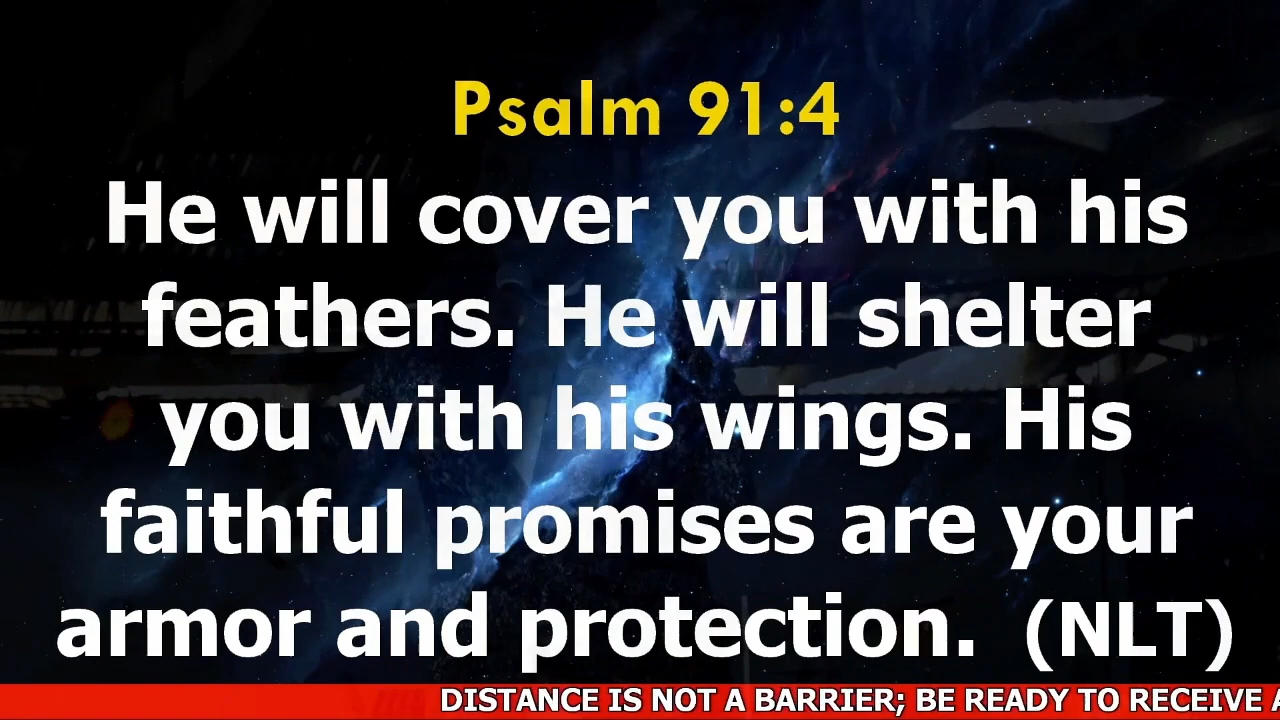 Psalm 91:4
He will cover you with his
feathers. He will shelter
you with his wings. His
faithful promises are your
armor and protection. (NLT)
DISTANCE IS NOT A BARRIER; BE READY TO RECEIVE A